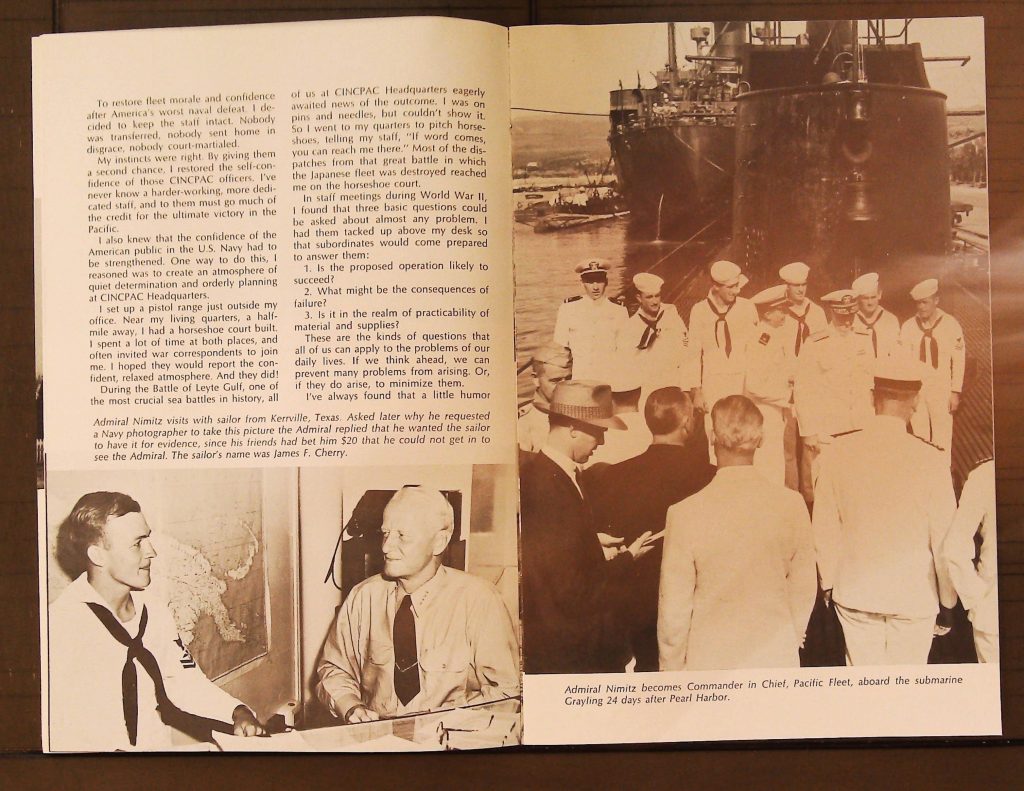 To restore fleet morale and confidence
after America's worst naval defeat, I de-
cided to keep the staff intact. Nobody
was transferred, nobody sent home in
disgrace, nobody court-martialed.
My instincts were right. By giving them
a second chance, I restored the self-con-
fidence of those CINCPAC officers. I've
never know a harder-working, more dedi-
cated staff, and to them must go much of
the credit for the ultimate victory in the
Pacific.
I also knew that the confidence of the
American public in the U.S. Navy had to
be strengthened. One way to do this, I
reasoned was to create an atmosphere of
quiet determination and orderly planning
at CINCPAC Headquarters.
I set up a pistol range just outside my
office. Near my living quarters, a half-
mile away, I had a horseshoe court built.
I spent a lot of time at both places, and
often invited war correspondents to join
me. I hoped they would report the con-
fident, relaxed atmosphere. And they did!
During the Battle of Leyte Gulf, one of
the most crucial sea battles in history, all
of us at CINCPAC Headquarters eagerly
awaited news of the outcome. I was on
pins and needles, but couldn't show it.
So I went to my quarters to pitch horse-
shoes, telling my staff, "If word comes,
you can reach me there." Most of the dis-
patches from that great battle in which
the Japanese fleet was destroyed reached
me on the horseshoe court.
In staff meetings during World War II,
I found that three basic questions could
be asked about almost any problem. I
had them tacked up above my desk so
that subordinates would come prepared
to answer them:
1. Is the proposed operation likely to
succeed?
2. What might be the consequences of
failure?
3. Is it in the realm of practicability of
material and supplies?
These are the kinds of questions that
all of us can apply to the problems of our
daily lives. If we think ahead, we can
prevent many problems from arising. Or,
if they do arise, to minimize them.
I've always found that a little humor
Admiral Nimitz visits with sailor from Kerrville, Texas. Asked later why he requested
a Navy photographer to take this picture the Admiral replied that he wanted the sailor
to have it for evidence, since his friends had bet him $20 that he could not get in to
see the Admiral. The sailor's name was James F. Cherry.
Admiral Nimitz becomes Commander in Chief, Pacific Fleet, aboard the submarine
Grayling 24 days after Pearl Harbor.